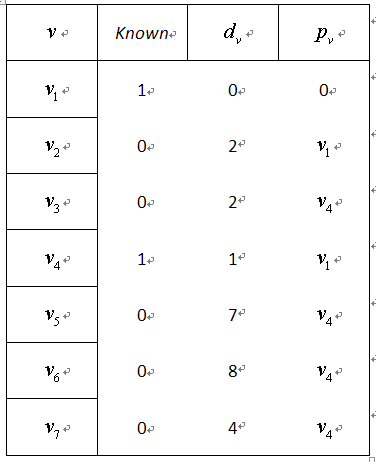 v Known d_v p_v
v_1 1 0 0
v_2 0 2 v_1
v_3 0 2 v_4
v_4 1 1 v_1
v_5 0 7 v_4
v_6 0 8 v_4
v_7 0 4 v_4